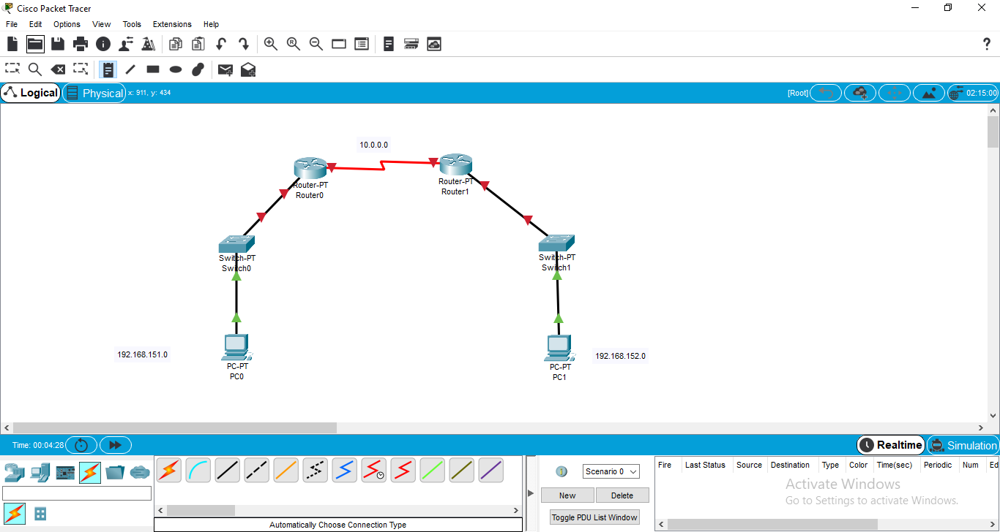 Cisco Packet Tracer
File Edit Options View Tools Extensions Help
R
?
Logical Physical x: 911, y: 434 [Root] 02:15:00
10.0.0.0
Router-PT
Router0
Router-PT
Router1
Switch-PT
Switch0
Switch-PT
Switch1
192.168.151.0
PC-PT
PC0
192.168.152.0
PC-PT
PC1
Time: 00:04:28 Realtime Simulation
Scenario 0
Fire Last Status Source Destination Type Color Time(sec) Periodic Num Ed
New Delete
Toggle PDU List Window
Automatically Choose Connection Type
Activate Windows
Go to Settings to activate Windows.